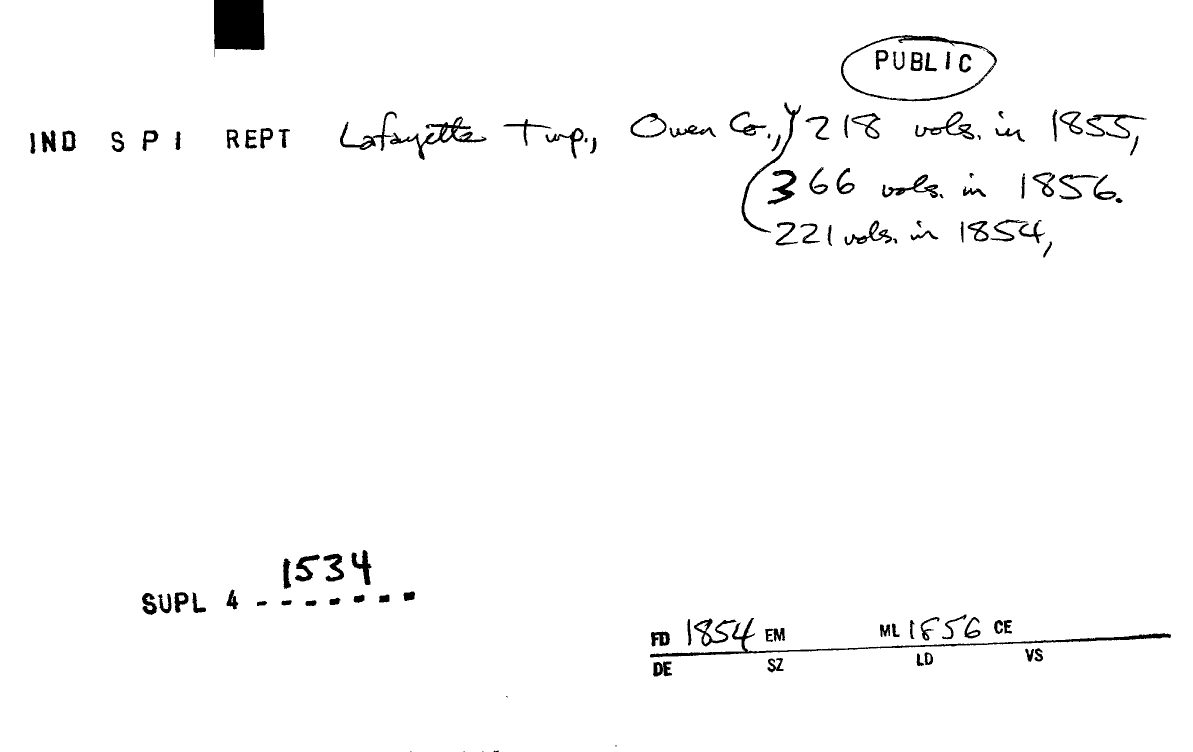 PUBLIC
IND S P I REPT Lafayette Twp., Owen Co., 218 vols. in 1855,
366 vols. in 1856.
221 vols. in 1854,
1534
SUPL 4 - - - - - - -
FD 1854 EM ML 1856 CE
DE SZ LD VS